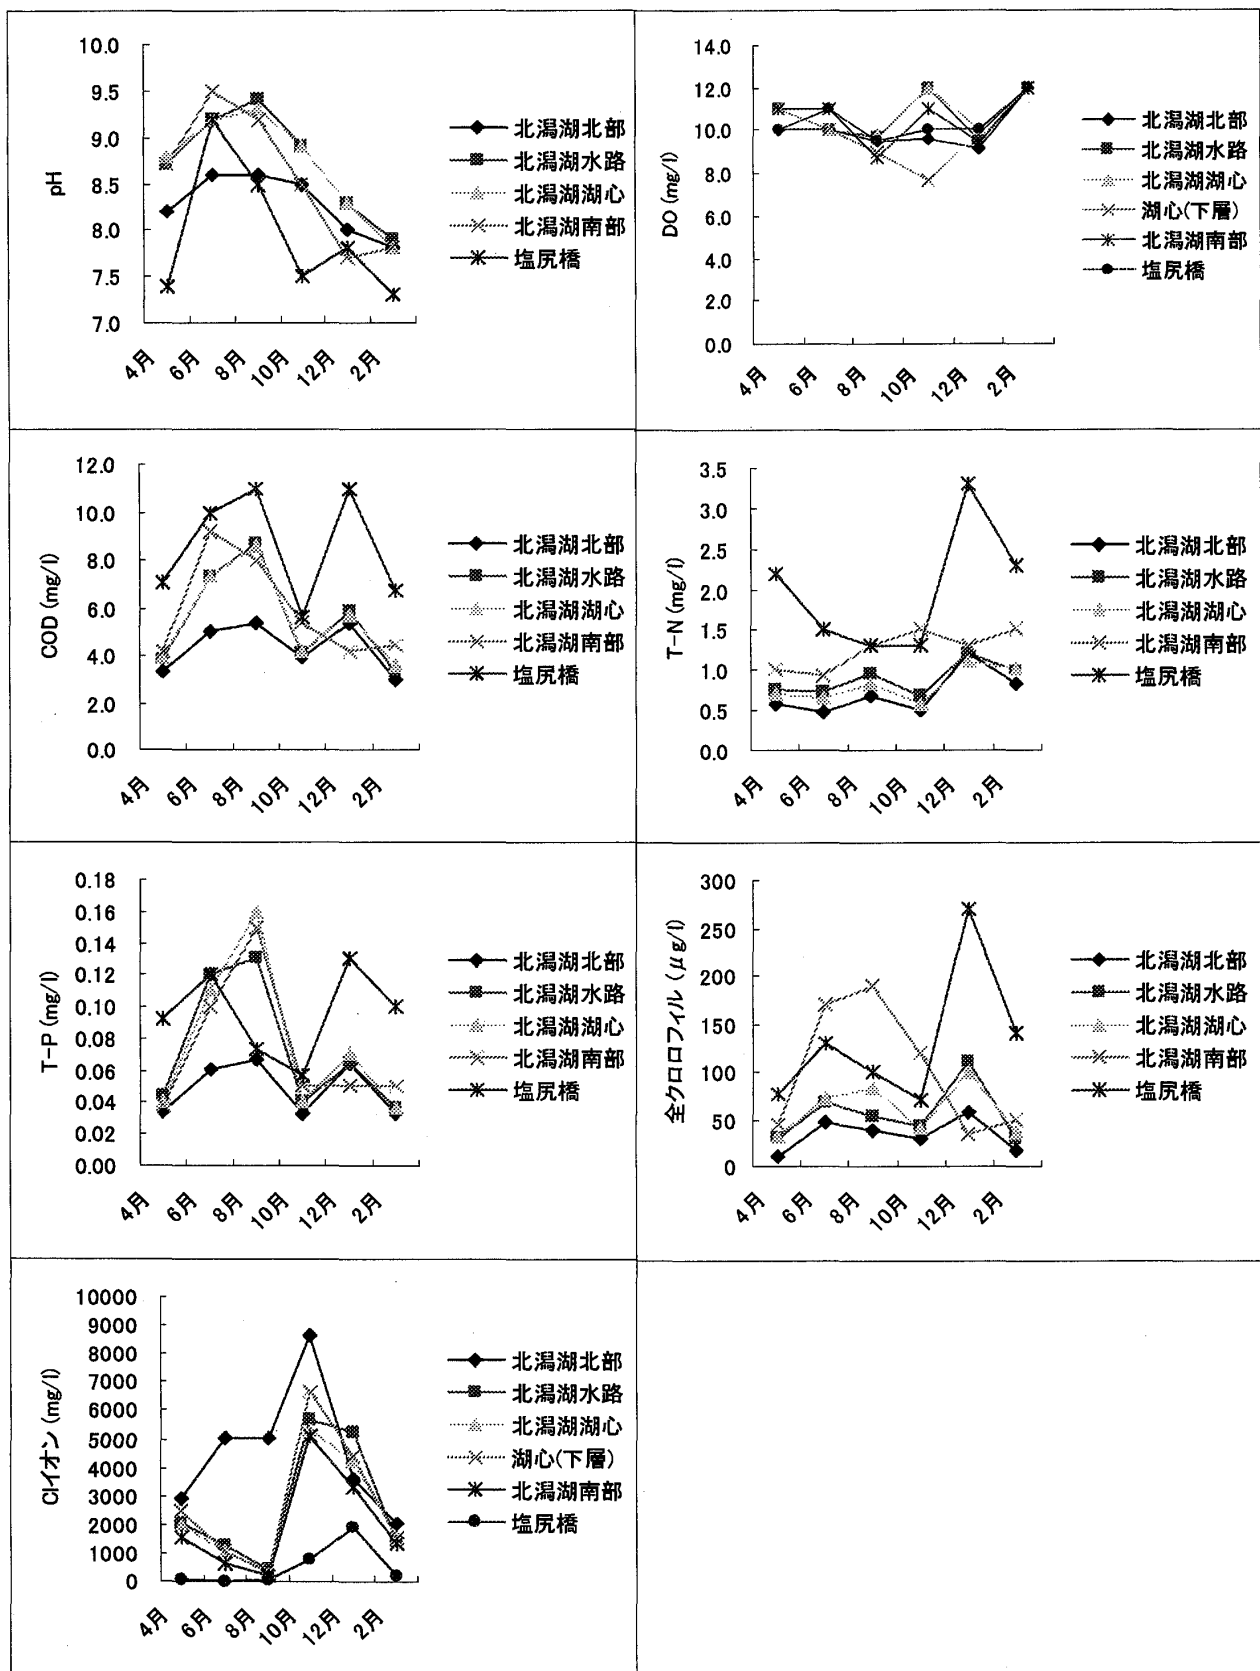 pH
10.0
9.5
9.0
8.5
8.0
7.5
7.0
4月
6月
8月
10月
12月
2月
北潟湖北部
北潟湖水路
北潟湖湖心
北潟湖南部
塩尻橋
DO (mg/l)
14.0
12.0
10.0
8.0
6.0
4.0
2.0
0.0
4月
6月
8月
10月
12月
2月
北潟湖北部
北潟湖水路
北潟湖湖心
湖心(下層)
北潟湖南部
塩尻橋
COD (mg/l)
12.0
10.0
8.0
6.0
4.0
2.0
0.0
4月
6月
8月
10月
12月
2月
北潟湖北部
北潟湖水路
北潟湖湖心
北潟湖南部
塩尻橋
T-N (mg/l)
3.5
3.0
2.5
2.0
1.5
1.0
0.5
0.0
4月
6月
8月
10月
12月
2月
北潟湖北部
北潟湖水路
北潟湖湖心
北潟湖南部
塩尻橋
T-P (mg/l)
0.18
0.16
0.14
0.12
0.10
0.08
0.06
0.04
0.02
0.00
4月
6月
8月
10月
12月
2月
北潟湖北部
北潟湖水路
北潟湖湖心
北潟湖南部
塩尻橋
全クロロフィル (μg/l)
300
250
200
150
100
50
0
4月
6月
8月
10月
12月
2月
北潟湖北部
北潟湖水路
北潟湖湖心
北潟湖南部
塩尻橋
Clイオン (mg/l)
10000
9000
8000
7000
6000
5000
4000
3000
2000
1000
0
4月
6月
8月
10月
12月
2月
北潟湖北部
北潟湖水路
北潟湖湖心
湖心(下層)
北潟湖南部
塩尻橋